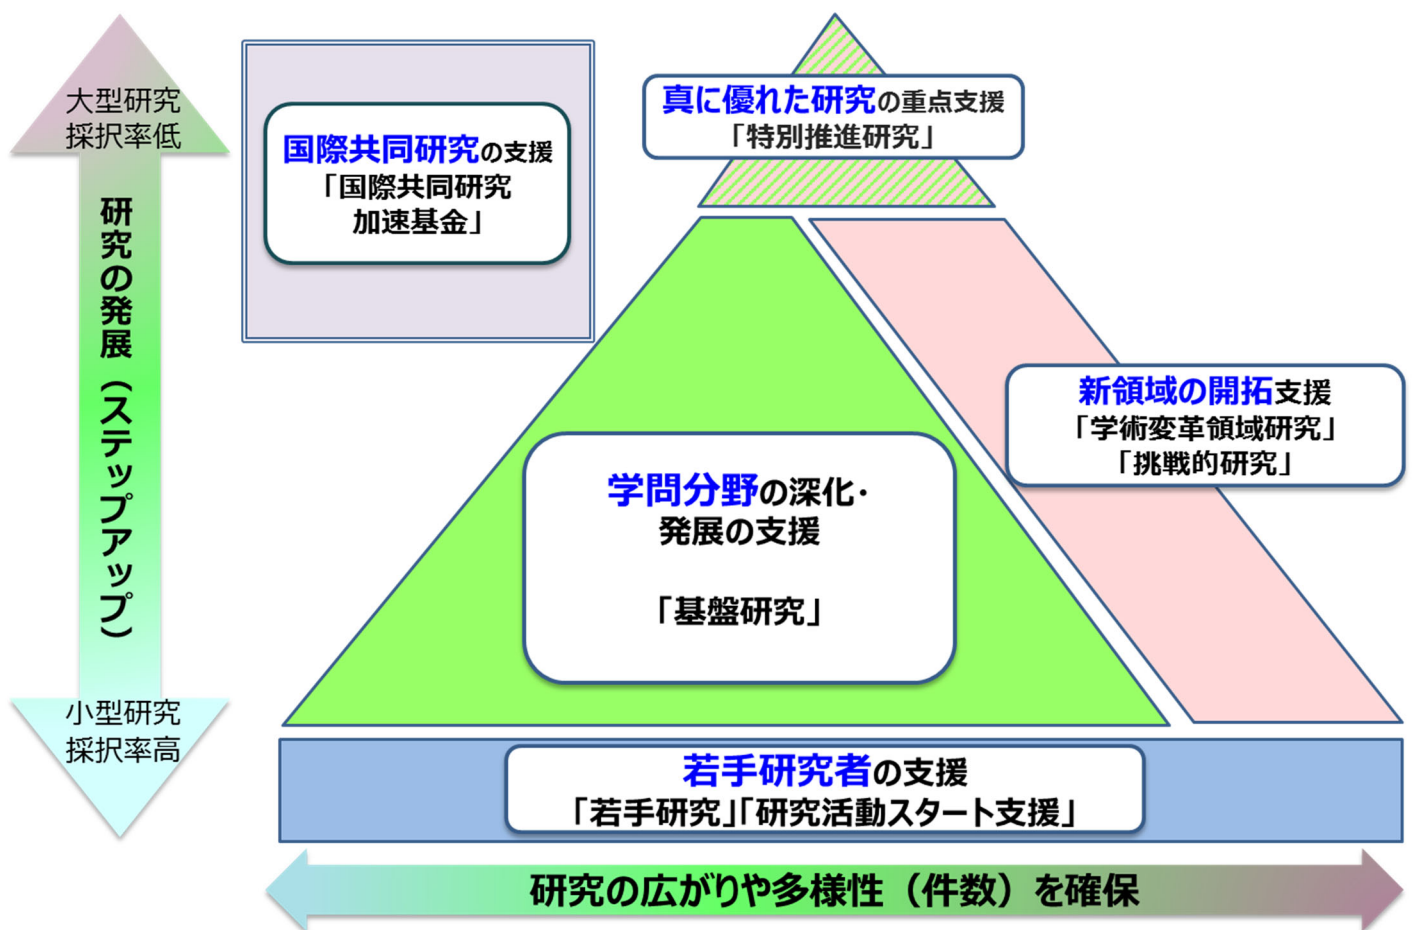 大型研究
採択率低
研究の発展（ステップアップ）
小型研究
採択率高
国際共同研究の支援
「国際共同研究
加速基金」
真に優れた研究の重点支援
「特別推進研究」
新領域の開拓支援
「学術変革領域研究」
「挑戦的研究」
学問分野の深化・
発展の支援
「基盤研究」
若手研究者の支援
「若手研究」「研究活動スタート支援」
研究の広がりや多様性（件数）を確保